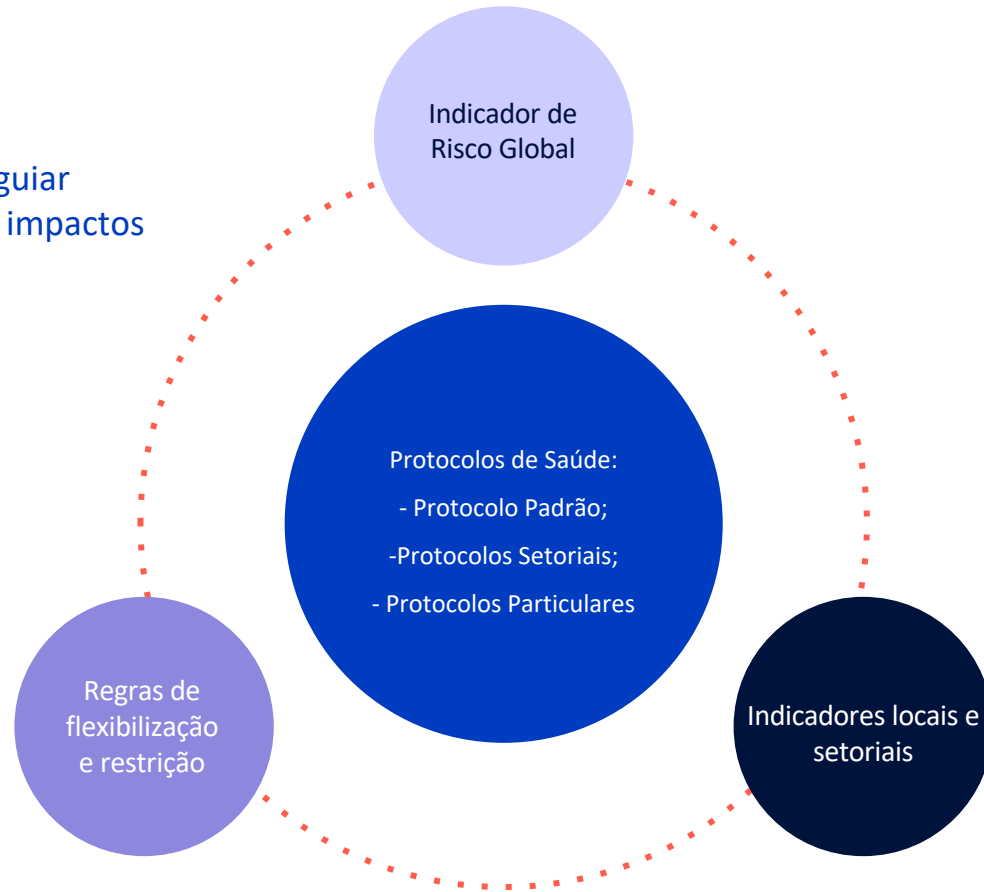 Indicador de
Risco Global
guiar
impactos
Protocolos de Saúde:
- Protocolo Padrão;
-Protocolos Setoriais;
- Protocolos Particulares
Regras de
flexibilização
e restrição
Indicadores locais e
setoriais